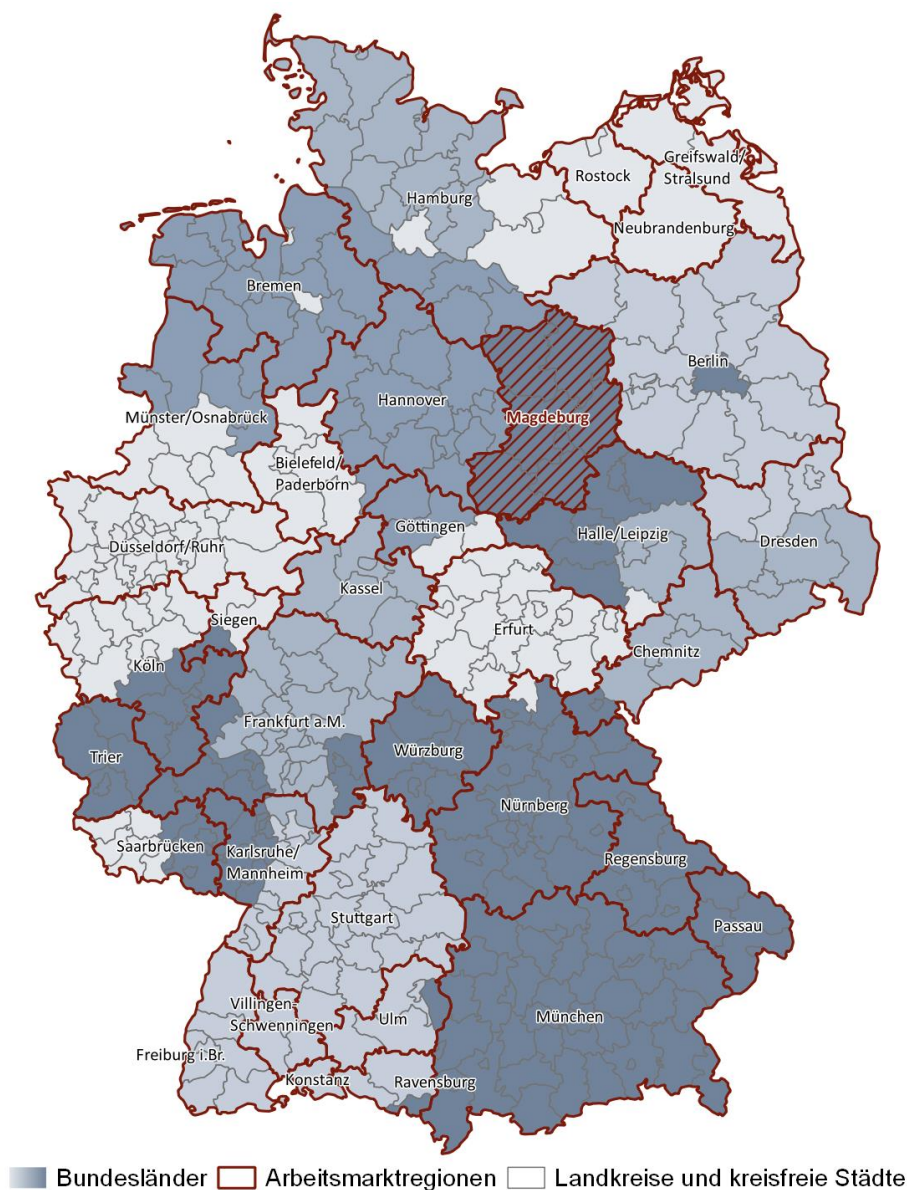 Greifswald/
Stralsund
Rostock
Hamburg
Neubrandenburg
Bremen
Berlin
Hannover
Münster/Osnabrück
Magdeburg
Bielefeld/
Paderborn
Göttingen
Halle/Leipzig
Düsseldorf/Ruhr
Dresden
Kassel
Siegen
Erfurt
Chemnitz
Köln
Frankfurt a.M.
Trier
Würzburg
Nürnberg
Saarbrücken
Karlsruhe/
Mannheim
Regensburg
Stuttgart
Passau
Villingen-
Schwenningen
Ulm
München
Freiburg i.Br.
Konstanz
Ravensburg
Bundesländer Arbeitsmarktregionen Landkreise und kreisfreie Städte